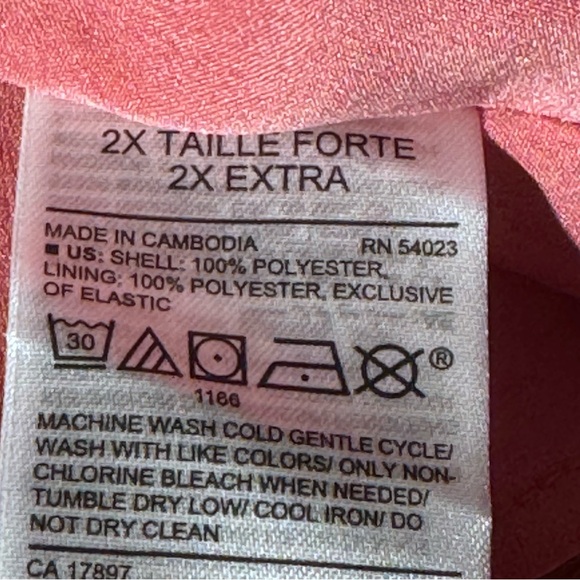 2X TAILLE FORTE
2X EXTRA
MADE IN CAMBODIA RN 54023
US: SHELL: 100% POLYESTER,
LINING: 100% POLYESTER, EXCLUSIVE
OF ELASTIC
30
®
1166
MACHINE WASH COLD GENTLE CYCLE/
WASH WITH LIKE COLORS/ ONLY NON-
CHLORINE BLEACH WHEN NEEDED/
TUMBLE DRY LOW/ COOL IRON/ DO
NOT DRY CLEAN
CA 17897